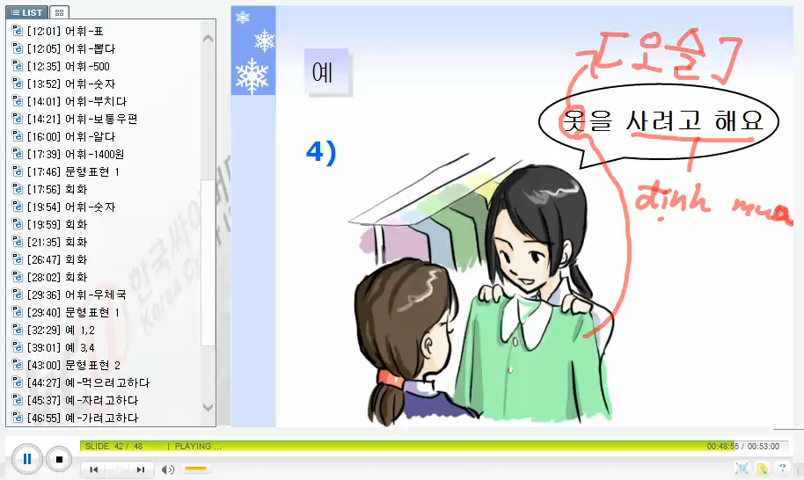 LIST
[12:01] 어휘-표
[12:05] 어휘-뽑다
[12:35] 어휘-500
[13:52] 어휘-숫자
[14:01] 어휘-부치다
[14:21] 어휘-보통우편
[16:00] 어휘-알다
[17:39] 어휘-1400원
[17:46] 문형표현 1
[17:56] 회화
[19:54] 어휘-숫자
[19:59] 회화
[21:35] 회화
[26:47] 회화
[28:02] 회화
[29:36] 어휘-우체국
[29:40] 문형표현 1
[32:29] 예 1,2
[39:01] 예 3,4
[43:00] 문형표현 2
[44:27] 예-먹으려고하다
[45:37] 예-자려고하다
[46:55] 예-가려고하다
예
[오슬]
옷을 사려고 해요
4)
định mua
SLIDE 42 / 48 | PLAYING ...
00:48:55 / 00:53:00